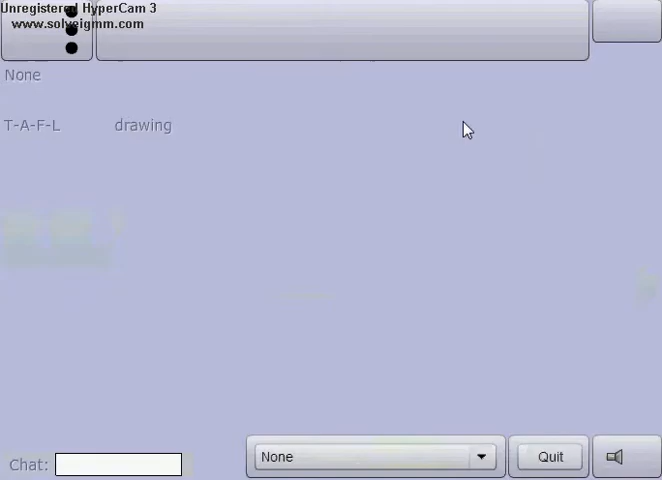 Unregistered HyperCam 3
www.solveigmm.com
None
T-A-F-L drawing
Chat:
None
Quit